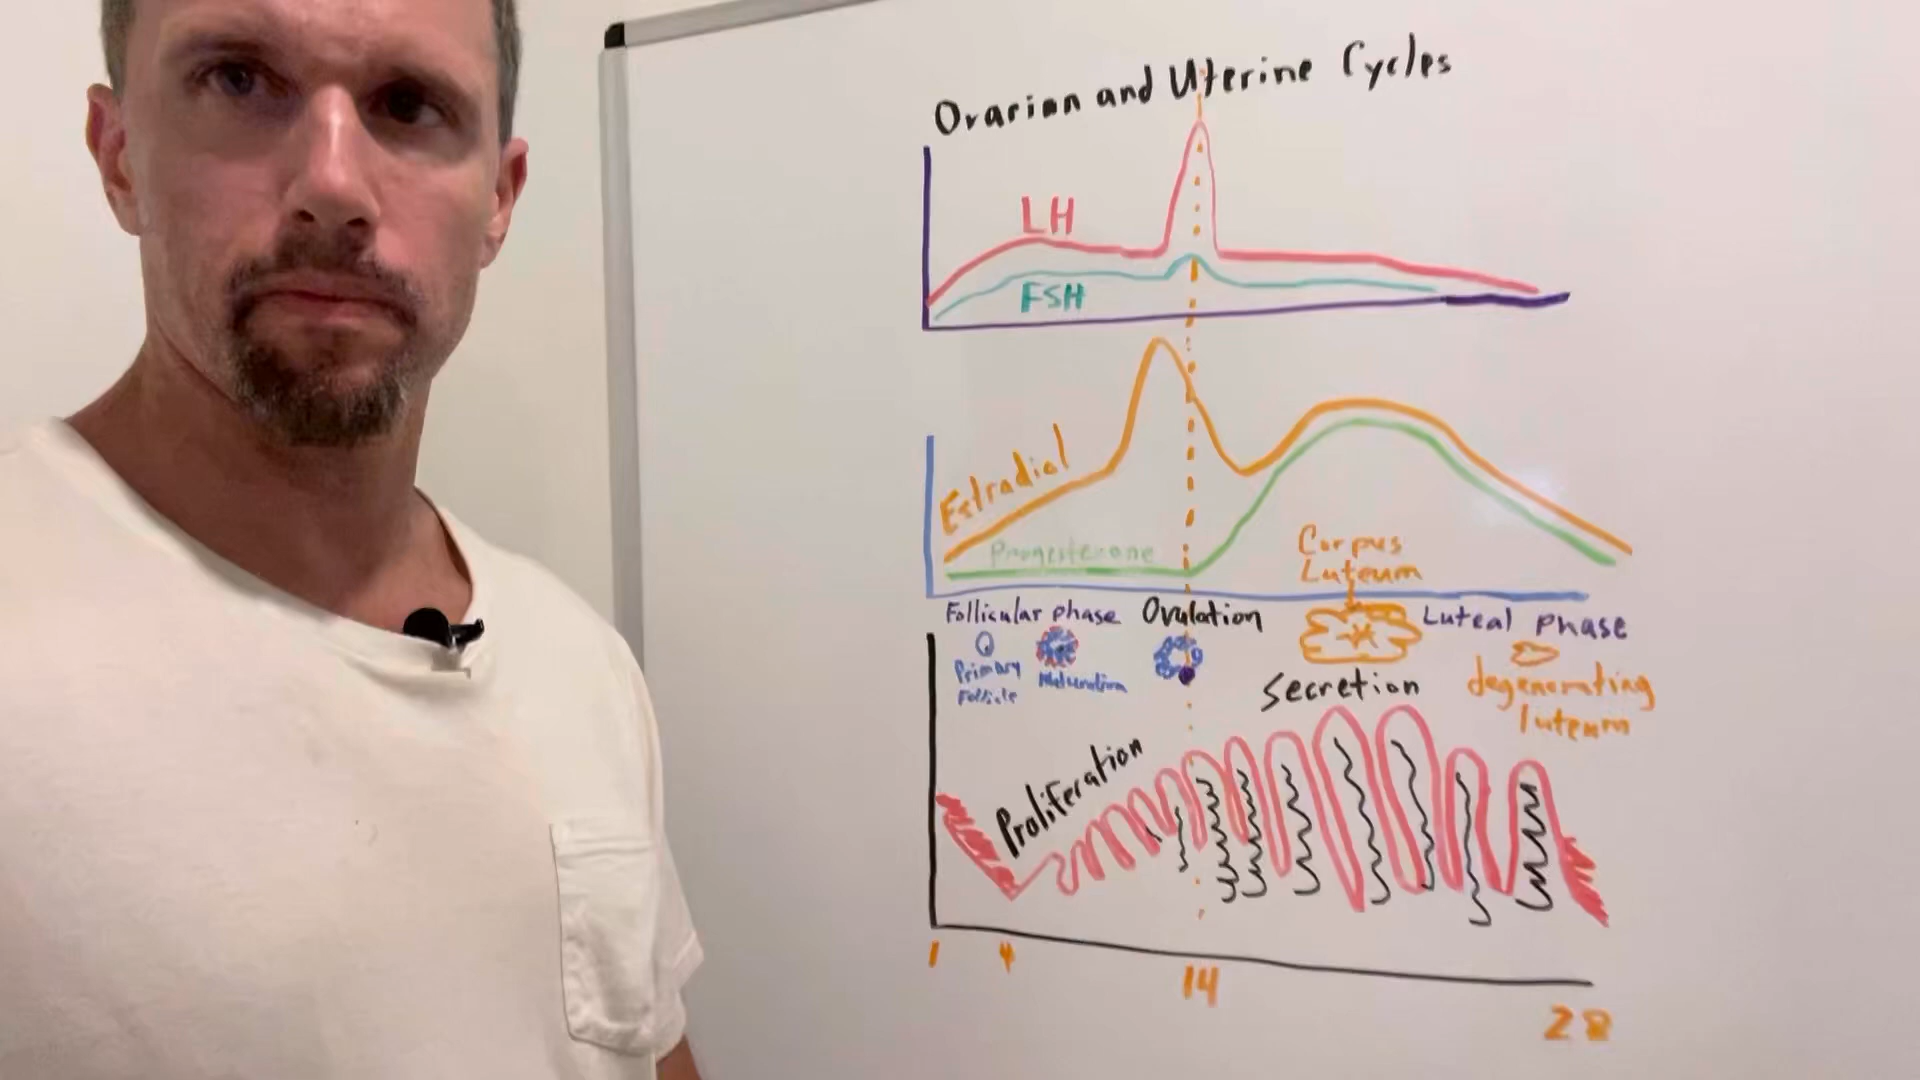 Ovarian and Uterine Cycles
LH
FSH
Estradial
Progesterone
Corpus
Luteum
Follicular phase
Ovulation
Luteal phase
Primary
Follicle
Maturation
Secretion
degenerating
luteum
Proliferation
1
4
14
28